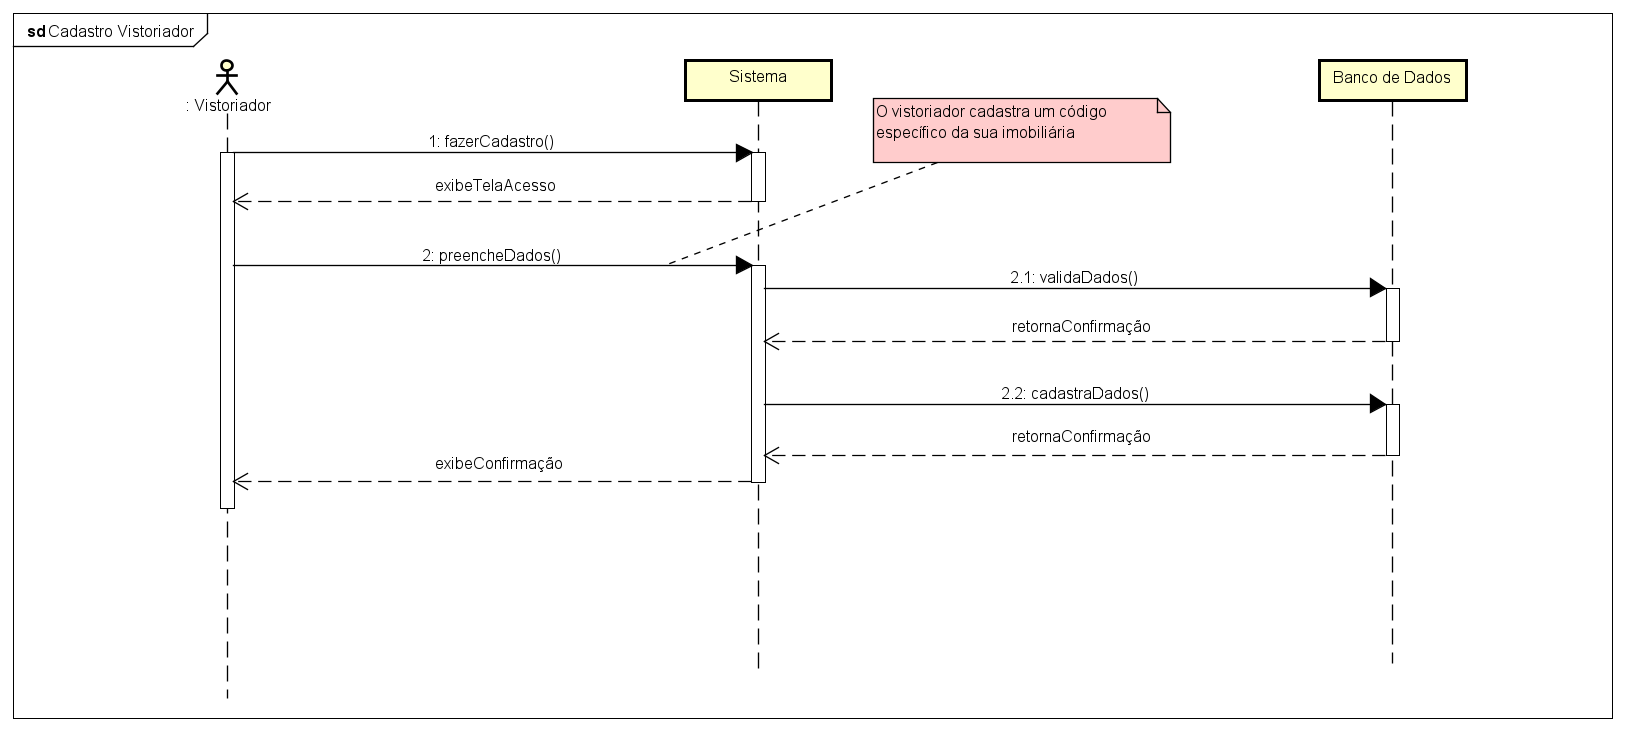 sd Cadastro Vistoriador
: Vistoriador
Sistema
Banco de Dados
O vistoriador cadastra um código
específico da sua imobiliária
1: fazerCadastro()
exibeTelaAcesso
2: preencheDados()
2.1: validaDados()
retornaConfirmação
2.2: cadastraDados()
retornaConfirmação
exibeConfirmação